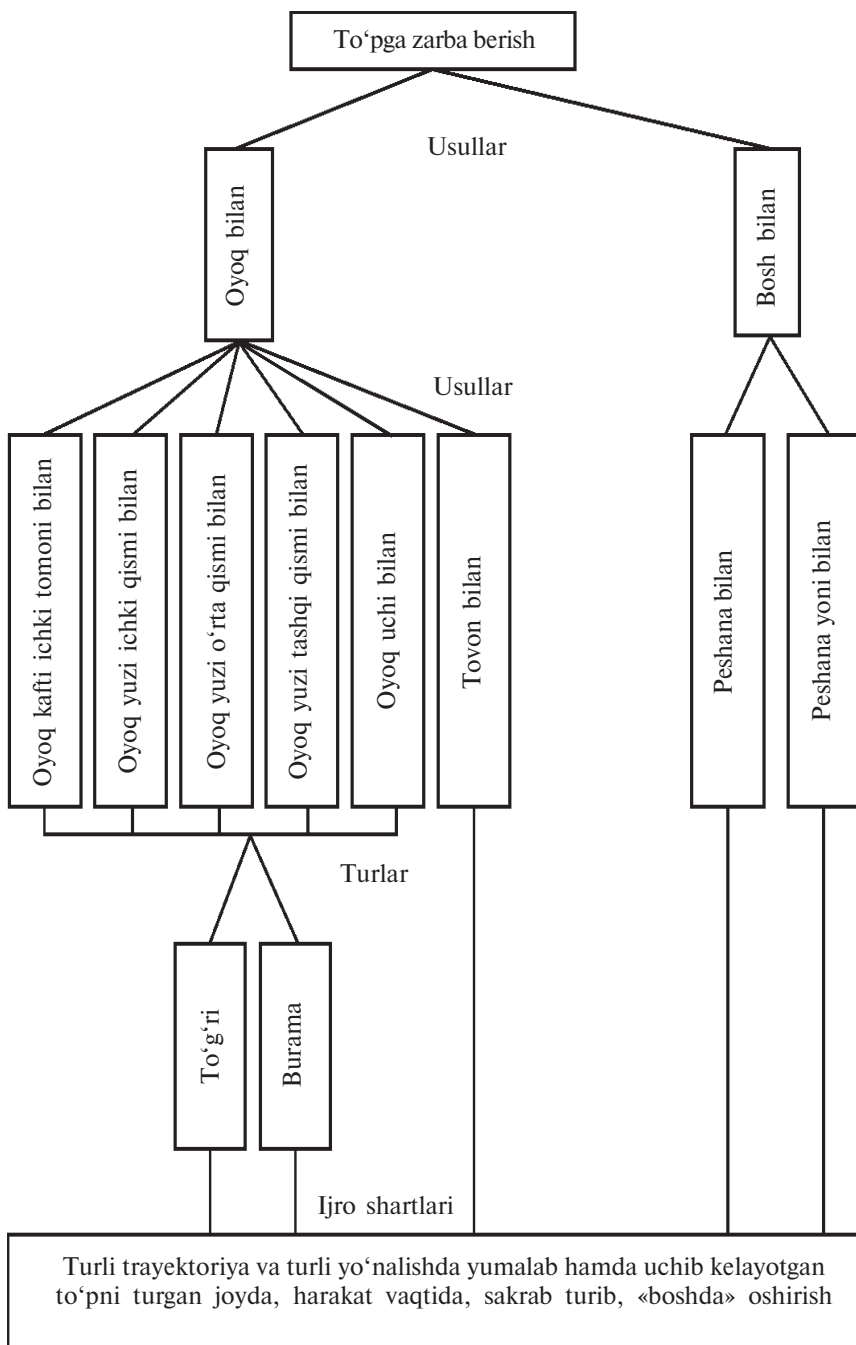 To‘pga zarba berish
Usullar
Oyoq bilan
Bosh bilan
Usullar
Oyoq kafti ichki tomoni bilan
Oyoq yuzi ichki qismi bilan
Oyoq yuzi o‘rta qismi bilan
Oyoq yuzi tashqi qismi bilan
Oyoq uchi bilan
Tovon bilan
Peshana bilan
Peshana yoni bilan
Turlar
To‘g‘ri
Burama
Ijro shartlari
Turli trayektoriya va turli yo‘nalishda yumalab hamda uchib kelayotgan
to‘pni turgan joyda, harakat vaqtida, sakrab turib, «boshda» oshirish